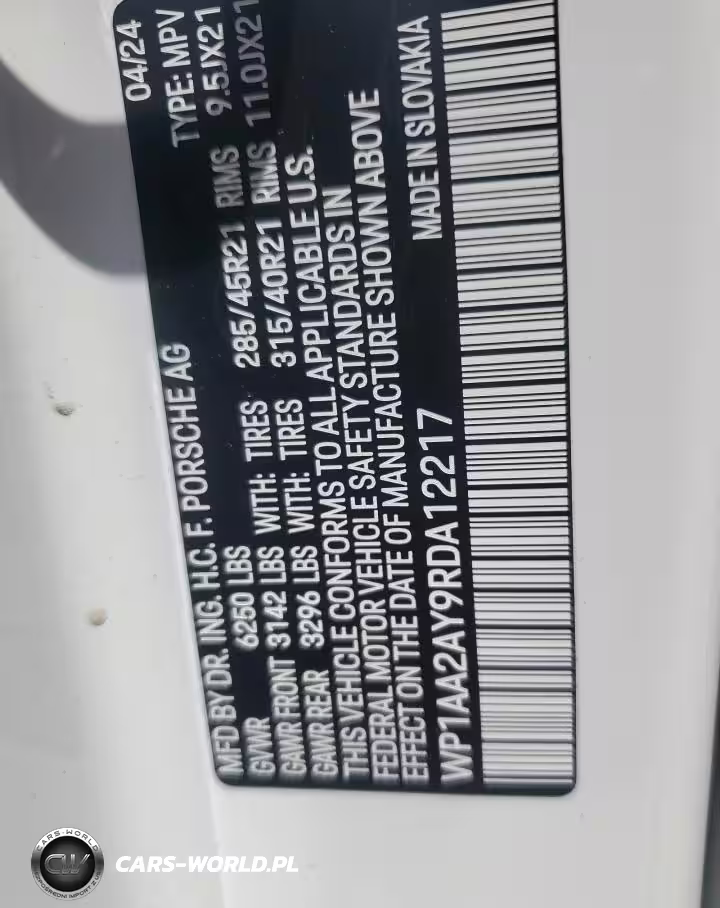 MFD BY DR. ING. H.C. F. PORSCHE AG 04/24
GVWR 6250 LBS TYPE: MPV
GAWR FRONT 3142 LBS WITH: TIRES 285/45R21 RIMS 9.5JX21
GAWR REAR 3296 LBS WITH: TIRES 315/40R21 RIMS 11.0JX21
THIS VEHICLE CONFORMS TO ALL APPLICABLE U.S.
FEDERAL MOTOR VEHICLE SAFETY STANDARDS IN
EFFECT ON THE DATE OF MANUFACTURE SHOWN ABOVE
WP1AA2AY9RDA12217 MADE IN SLOVAKIA
CARS-WORLD
CW
CARS-WORLD.PL